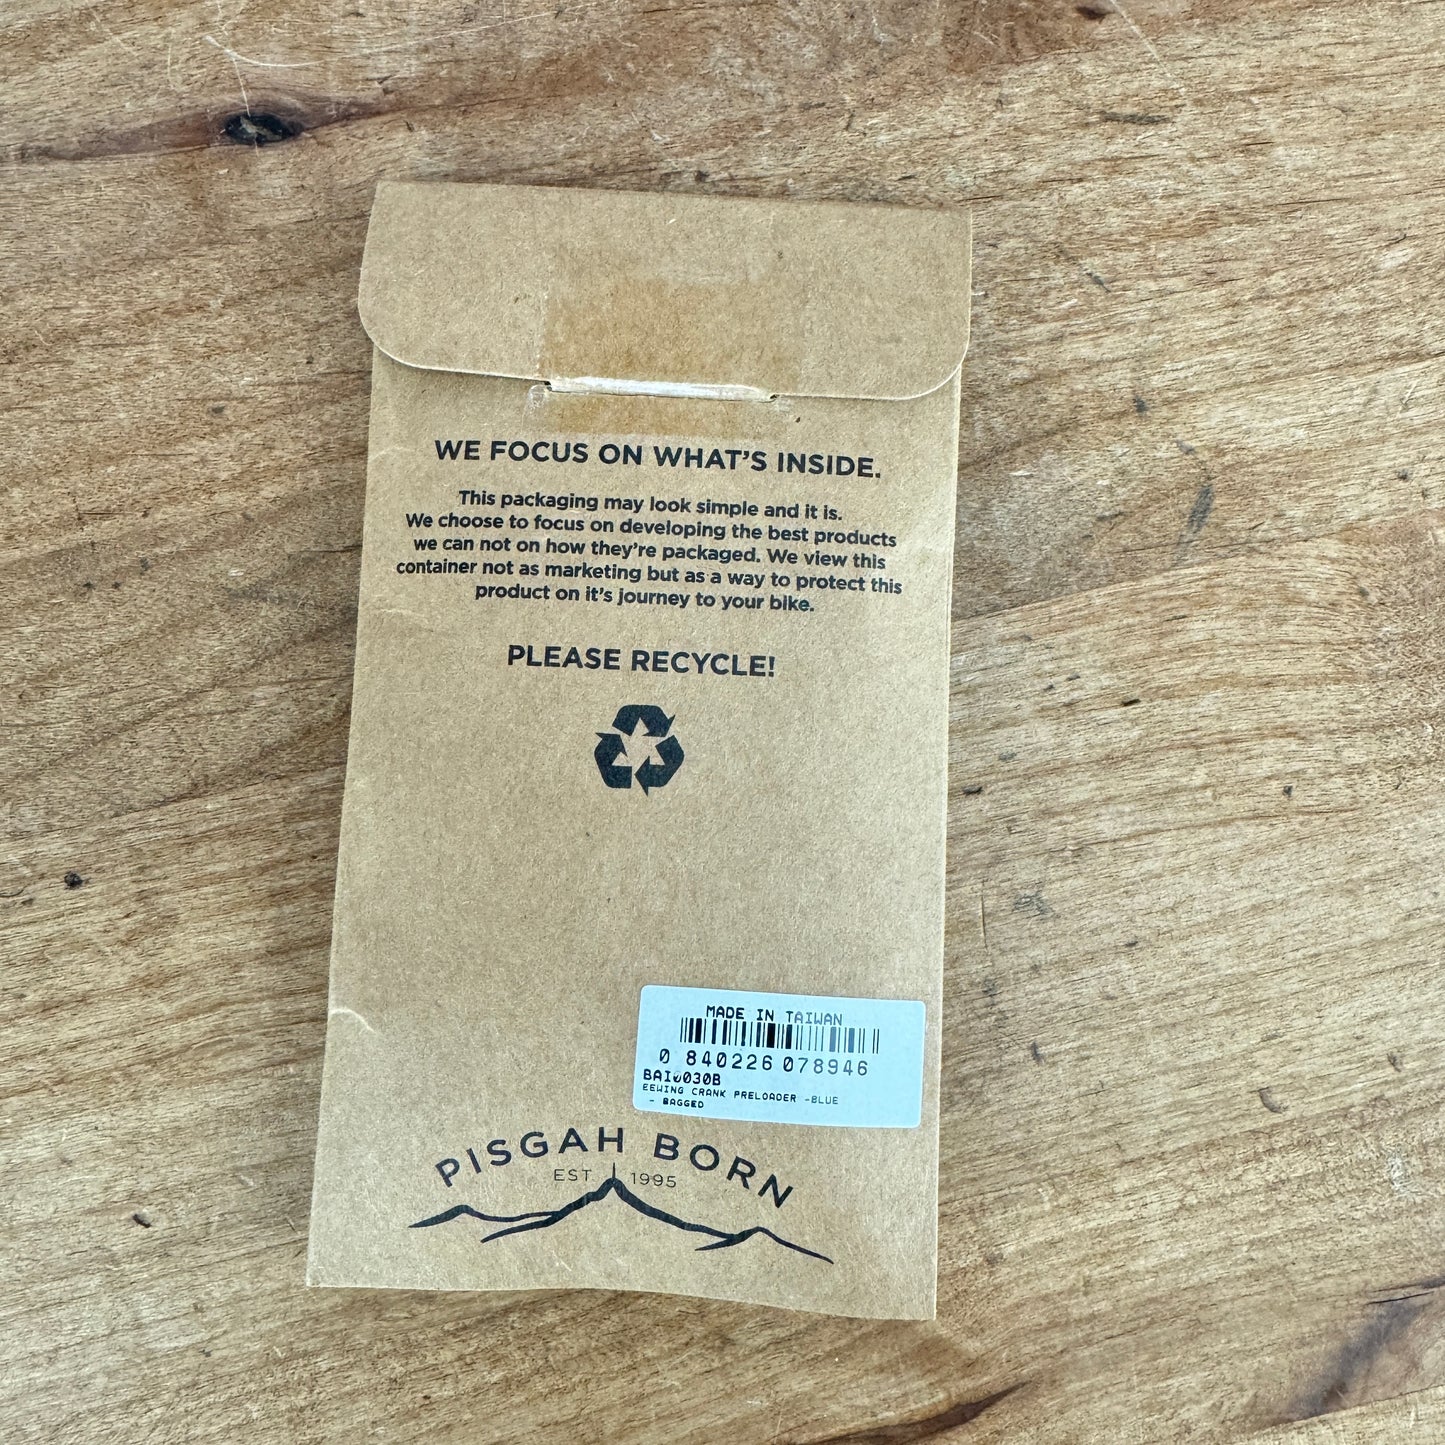 WE FOCUS ON WHAT'S INSIDE.
This packaging may look simple and it is.
We choose to focus on developing the best products
we can not on how they're packaged. We view this
container not as marketing but as a way to protect this
product on it's journey to your bike.
PLEASE RECYCLE!
MADE IN TAIWAN
0 840226 078946
BAI0030B
EEWING CRANK PRELOADER -BLUE
- BAGGED
PISGAH BORN
EST 1995